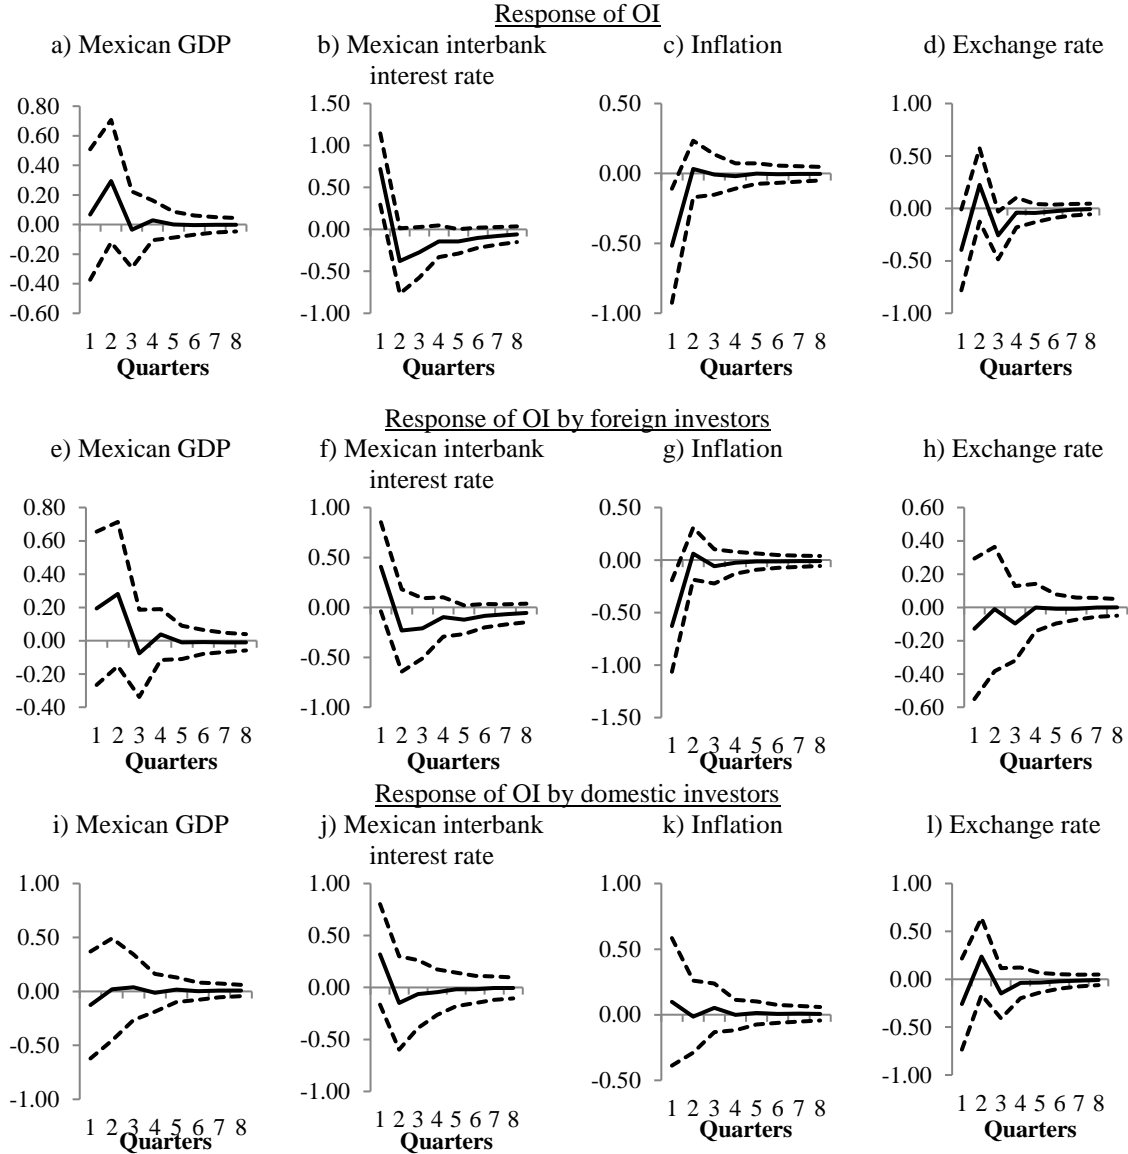 Response of OI
a) Mexican GDP
b) Mexican interbank
interest rate
c) Inflation
d) Exchange rate
0.80
0.60
0.40
0.20
0.00
-0.20
-0.40
-0.60
1 2 3 4 5 6 7 8
Quarters
1.50
1.00
0.50
0.00
-0.50
-1.00
1 2 3 4 5 6 7 8
Quarters
0.50
0.00
-0.50
-1.00
1 2 3 4 5 6 7 8
Quarters
1.00
0.50
0.00
-0.50
-1.00
1 2 3 4 5 6 7 8
Quarters
Response of OI by foreign investors
e) Mexican GDP
f) Mexican interbank
interest rate
g) Inflation
h) Exchange rate
0.80
0.60
0.40
0.20
0.00
-0.20
-0.40
1 2 3 4 5 6 7 8
Quarters
1.00
0.50
0.00
-0.50
-1.00
1 2 3 4 5 6 7 8
Quarters
0.50
0.00
-0.50
-1.00
-1.50
1 2 3 4 5 6 7 8
Quarters
0.60
0.40
0.20
0.00
-0.20
-0.40
-0.60
1 2 3 4 5 6 7 8
Quarters
Response of OI by domestic investors
i) Mexican GDP
j) Mexican interbank
interest rate
k) Inflation
l) Exchange rate
1.00
0.50
0.00
-0.50
-1.00
1 2 3 4 5 6 7 8
Quarters
1.00
0.50
0.00
-0.50
-1.00
1 2 3 4 5 6 7 8
Quarters
1.00
0.50
0.00
-0.50
1 2 3 4 5 6 7 8
Quarters
1.00
0.50
0.00
-0.50
-1.00
1 2 3 4 5 6 7 8
Quarters